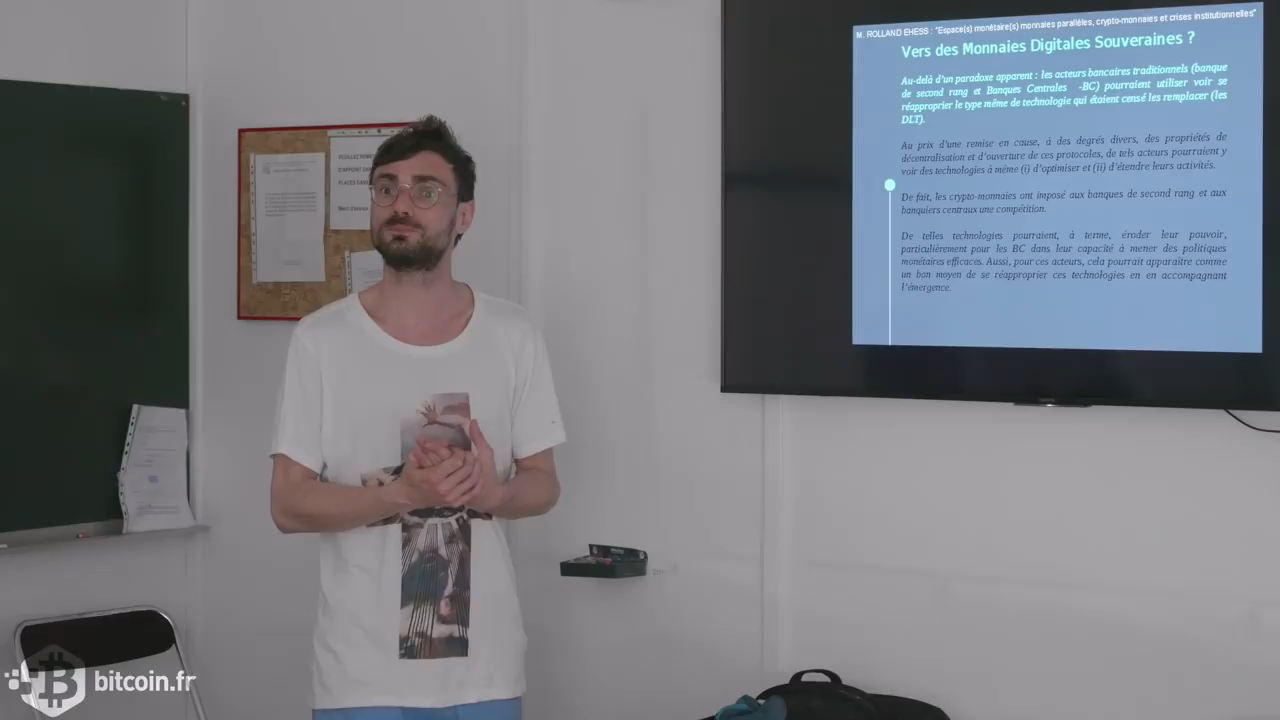 M. ROLLAND EHESS : "Espace(s) monétaire(s) monnaies parallèles, crypto-monnaies et crises institutionnelles"
Vers des Monnaies Digitales Souveraines ?
Au-delà d'un paradoxe apparent : les acteurs bancaires traditionnels (banque
de second rang et Banques Centrales -BC) pourraient utiliser voir se
réapproprier le type même de technologie qui étaient censé les remplacer (les
DLT).
Au prix d'une remise en cause, à des degrés divers, des propriétés de
décentralisation et d'ouverture de ces protocoles, de tels acteurs pourraient y
voir des technologies à même (i) d'optimiser et (ii) d'étendre leurs activités.
De fait, les crypto-monnaies ont imposé aux banques de second rang et aux
banquiers centraux une compétition.
De telles technologies pourraient, à terme, éroder leur pouvoir,
particulièrement pour les BC dans leur capacité à mener des politiques
monétaires efficaces. Aussi, pour ces acteurs, cela pourrait apparaître comme
un bon moyen de se réapproprier ces technologies en en accompagnant
l'émergence.
VEUILLEZ
D'APPOINT
PLACES
Merci d'avance
bitcoin.fr